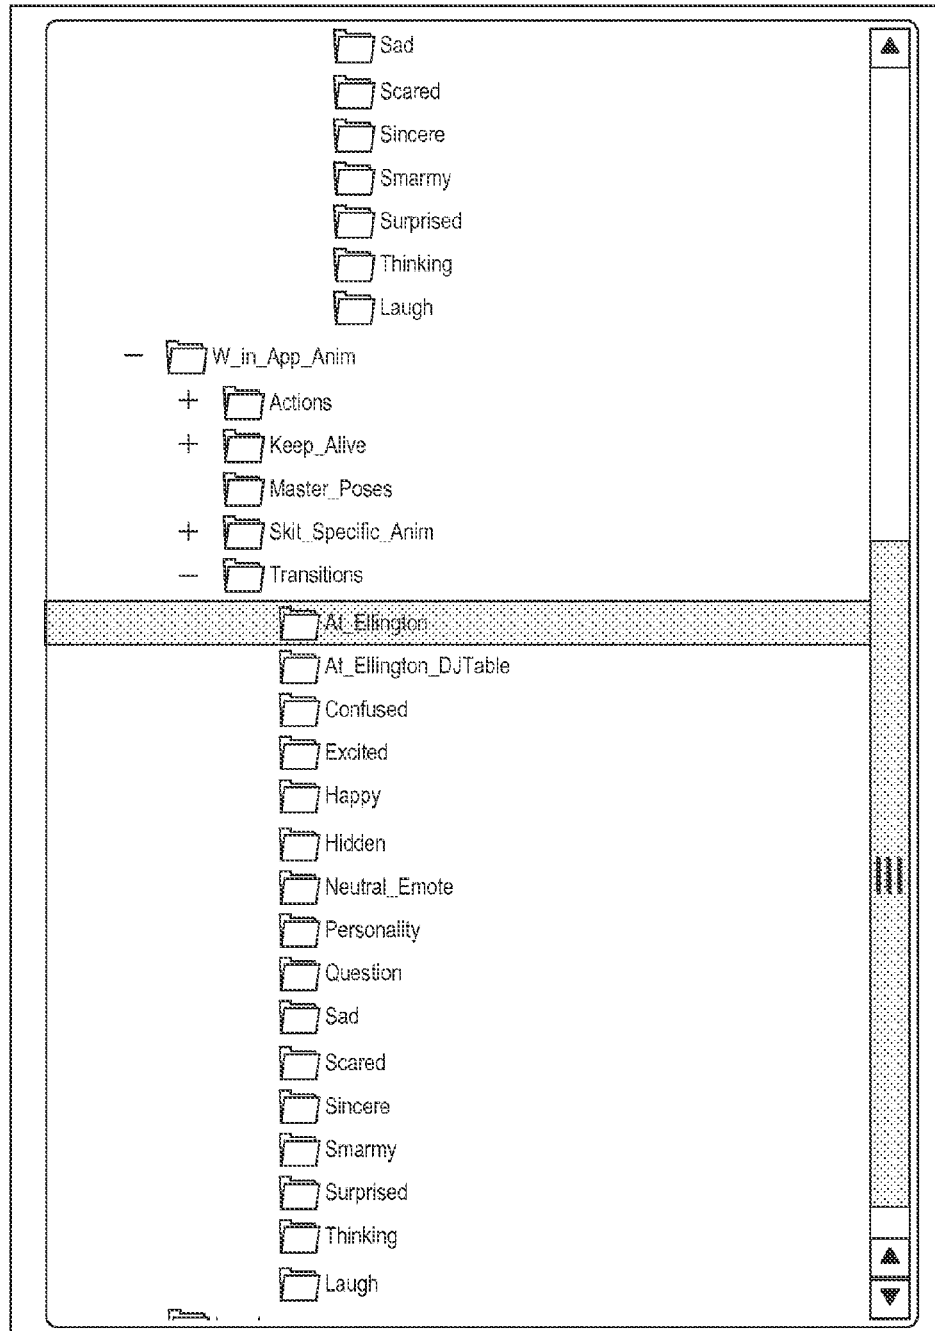 Sad
Scared
Sincere
Smarmy
Surprised
Thinking
Laugh
− W_in_App_Anim
+ Actions
+ Keep_Alive
Master_Poses
+ Skit_Specific_Anim
− Transitions
At_Ellington
At_Ellington_DJTable
Confused
Excited
Happy
Hidden
Neutral_Emote
Personality
Question
Sad
Scared
Sincere
Smarmy
Surprised
Thinking
Laugh